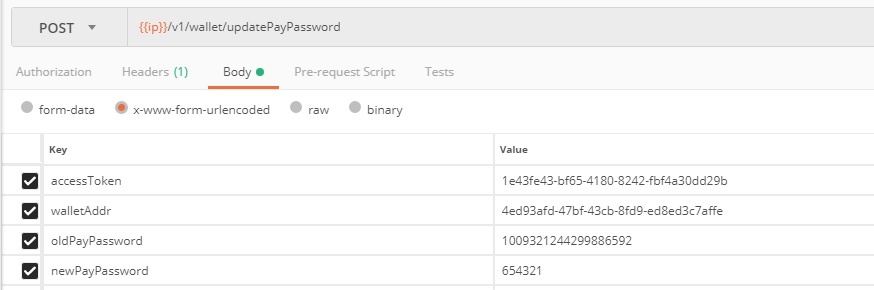 POST {{ip}}/v1/wallet/updatePayPassword
Authorization Headers (1) Body Pre-request Script Tests
form-data x-www-form-urlencoded raw binary
Key Value
accessToken 1e43fe43-bf65-4180-8242-fbf4a30dd29b
walletAddr 4ed93afd-47bf-43cb-8fd9-ed8ed3c7affe
oldPayPassword 1009321244299886592
newPayPassword 654321